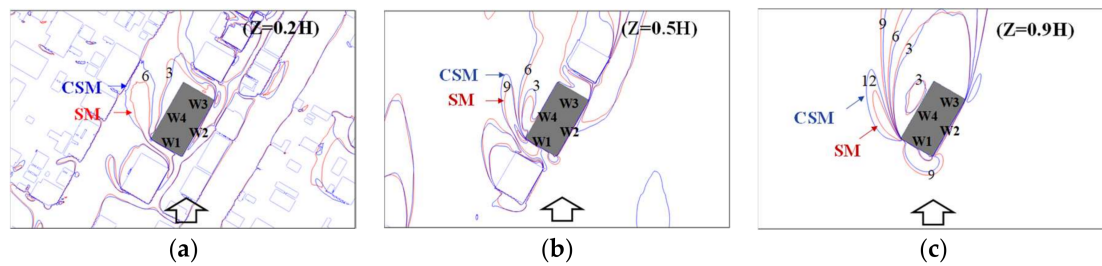 (Z=0.2H)
6
3
CSM
SM
W3
W4
W2
W1
(a)
(Z=0.5H)
6
CSM
9
3
SM
W3
W4
W2
W1
(b)
(Z=0.9H)
9
6
3
12
3
CSM
W3
W4
SM
W2
W1
9
(c)